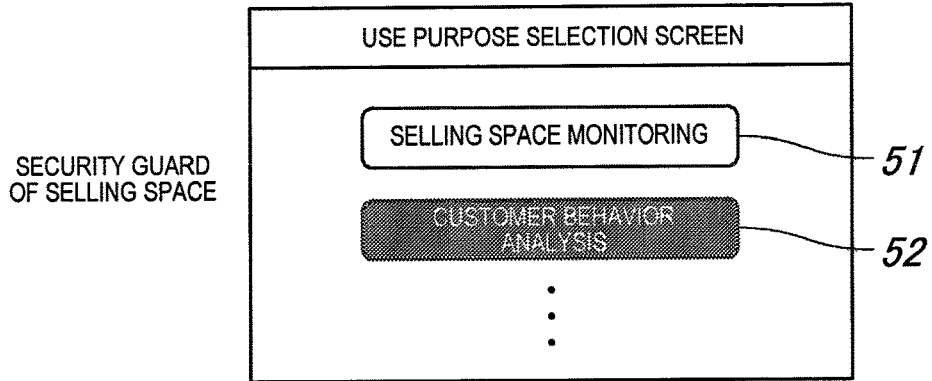 USE PURPOSE SELECTION SCREEN
SELLING SPACE MONITORING
51
SECURITY GUARD
OF SELLING SPACE
CUSTOMER BEHAVIOR
ANALYSIS
52